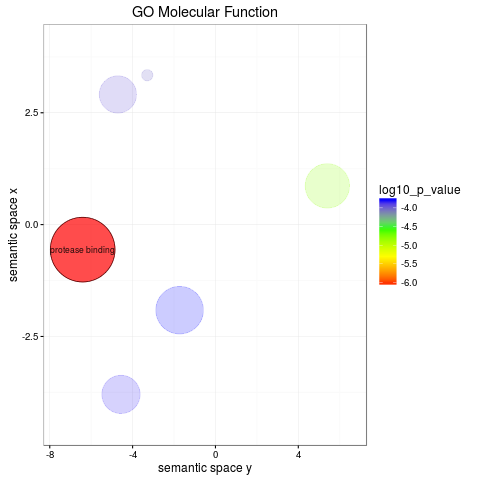 GO Molecular Function
semantic space x
2.5
0.0
-2.5
protease binding
-8
-4
0
4
semantic space y
log10_p_value
-4.0
-4.5
-5.0
-5.5
-6.0